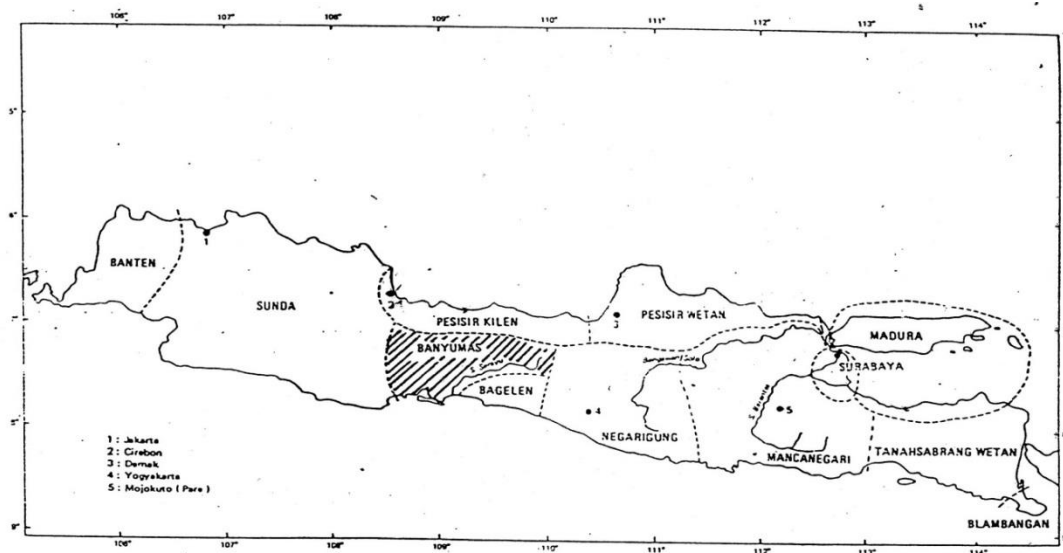 106° 107° 108° 109° 110° 111° 112° 113° 114°
5°
6°
BANTEN
1
SUNDA
2
PESISIR KILEN
3
PESISIR WETAN
MADURA
BANYUMAS
S. Serayu
BAGELEN
SURABAYA
4
NEGARIGUNG
S. Brantas
5
MANCANEGARI
TANAHSABRANG WETAN
BLAMBANGAN
1 : Jakarta
2 : Cirebon
3 : Demak
4 : Yogyakarta
5 : Mojokuto ( Pare )
9°
106° 107° 108° 109° 110° 111° 112° 113° 114°